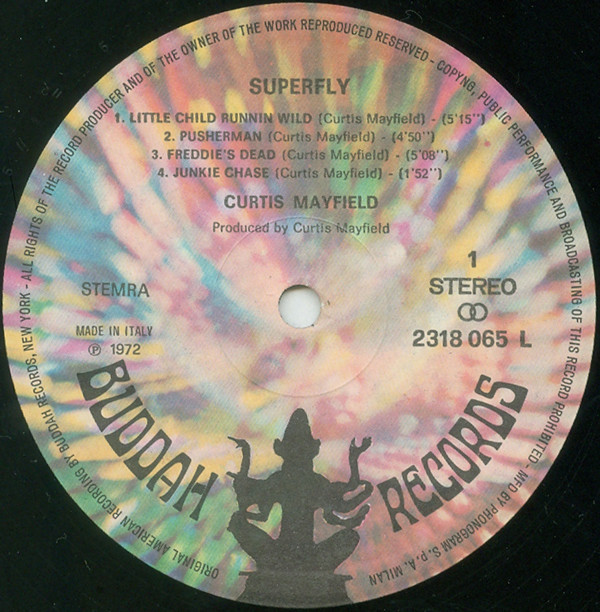 ORIGINAL AMERICAN RECORDING BY BUDDAH RECORDS, NEW YORK - ALL RIGHTS OF THE RECORD PRODUCER AND OF THE OWNER OF THE WORK REPRODUCED RESERVED - COPYNG, PUBLIC PERFORMANCE AND BROADCASTING OF THIS RECORD PROHIBITED - MFD BY PHONOGRAM S.p.A. MILAN
SUPERFLY
1. LITTLE CHILD RUNNIN WILD (Curtis Mayfield) - (5'15'')
2. PUSHERMAN (Curtis Mayfield) - (4'50'')
3. FREDDIE'S DEAD (Curtis Mayfield) - (5'08'')
4. JUNKIE CHASE (Curtis Mayfield) - (1'52'')
CURTIS MAYFIELD
Produced by Curtis Mayfield
STEMRA
1
STEREO
MADE IN ITALY
℗ 1972
2318 065 L
BUDDAH RECORDS